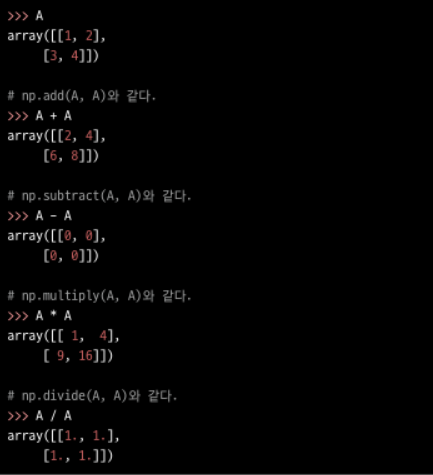 >>> A
array([[1, 2],
     [3, 4]])
# np.add(A, A)와 같다.
>>> A + A
array([[2, 4],
     [6, 8]])
# np.subtract(A, A)와 같다.
>>> A - A
array([[0, 0],
     [0, 0]])
# np.multiply(A, A)와 같다.
>>> A * A
array([[ 1,  4],
     [ 9, 16]])
# np.divide(A, A)와 같다.
>>> A / A
array([[1., 1.],
     [1., 1.]])